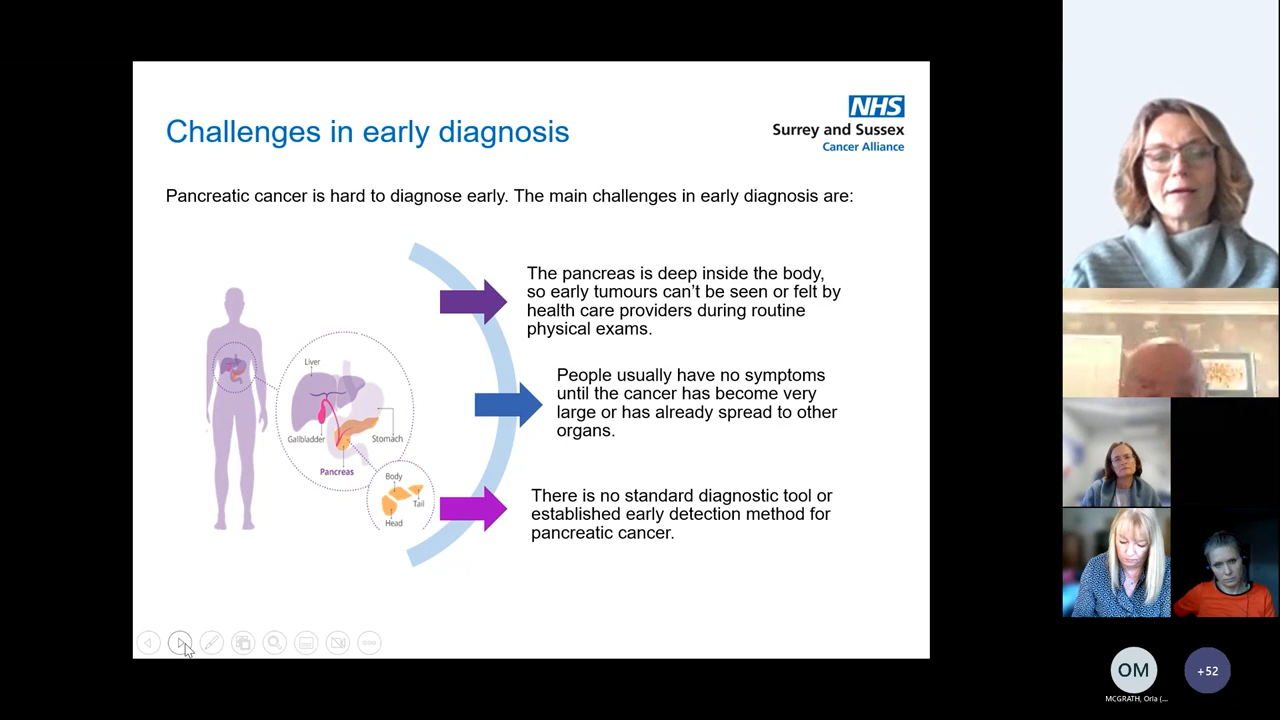 Challenges in early diagnosis
NHS
Surrey and Sussex
Cancer Alliance
Pancreatic cancer is hard to diagnose early. The main challenges in early diagnosis are:
The pancreas is deep inside the body,
so early tumours can't be seen or felt by
health care providers during routine
physical exams.
People usually have no symptoms
until the cancer has become very
large or has already spread to other
organs.
There is no standard diagnostic tool or
established early detection method for
pancreatic cancer.
Liver
Gallbladder
Stomach
Pancreas
Body
Tail
Head
OM
+52
MCGRATH, Orla (...